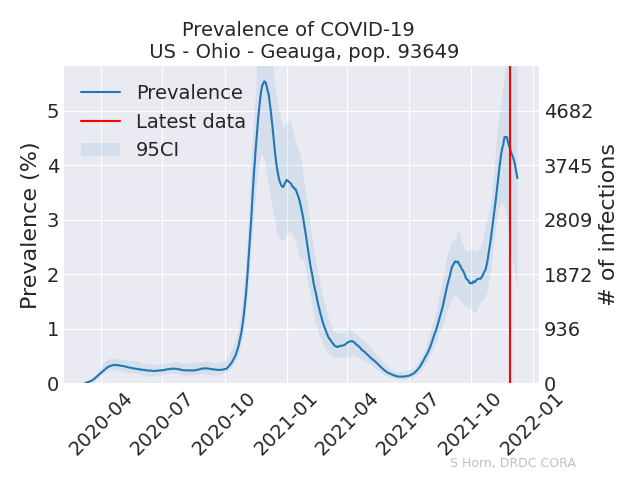 Prevalence of COVID-19
US - Ohio - Geauga, pop. 93649
Prevalence
Latest data
95CI
Prevalence (%)
5
4
3
2
1
0
# of infections
4682
3745
2809
1872
936
0
2020-04
2020-07
2020-10
2021-01
2021-04
2021-07
2021-10
2022-01
S Horn, DRDC CORA